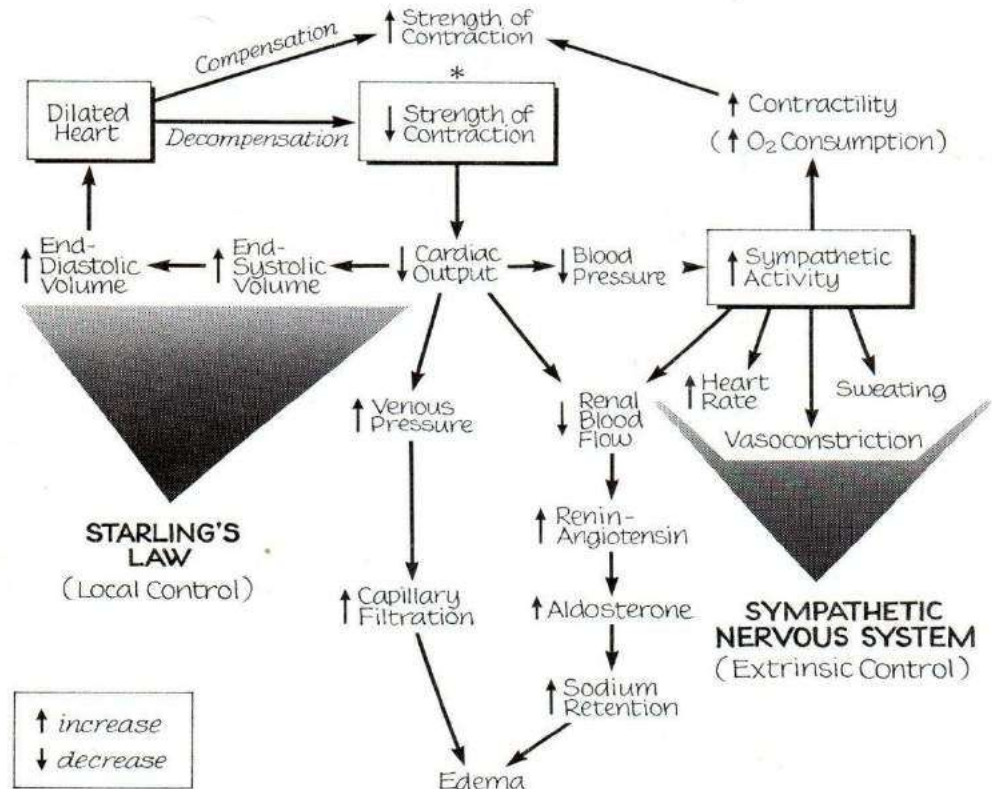 ↑ Strength of
Contraction
Compensation
*
Dilated
Heart
Decompensation
↓ Strength of
Contraction
↑ Contractility
(↑ O₂ Consumption)
↑ End-
Diastolic
Volume
↑ End-
Systolic
Volume
↓ Cardiac
Output
↓ Blood
Pressure
↑ Sympathetic
Activity
↑ Venous
Pressure
↓ Renal
Blood
Flow
↑ Heart
Rate
Sweating
Vasoconstriction
STARLING'S
LAW
(Local Control)
↑ Renin-
Angiotensin
↑ Capillary
Filtration
↑ Aldosterone
SYMPATHETIC
NERVOUS SYSTEM
(Extrinsic Control)
↑ Sodium
Retention
↑ increase
↓ decrease
Edema